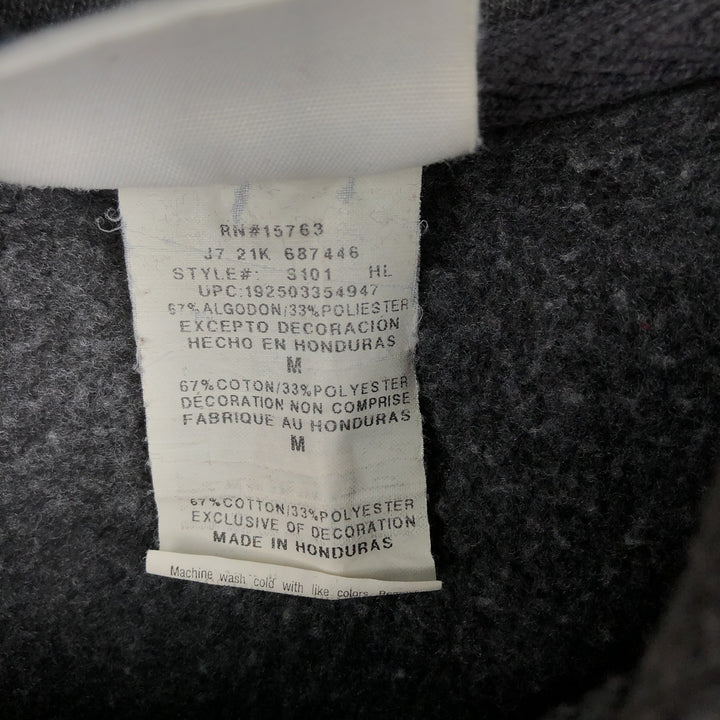 RN#15763
J7 21K 687446
STYLE#: S101 HL
UPC:192503354947
67% ALGODON/33% POLIESTER
EXCEPTO DECORACIÓN
HECHO EN HONDURAS
M
67% COTON/33% POLYESTER
DÉCORATION NON COMPRISE
FABRIQUE AU HONDURAS
M
67% COTTON/33% POLYESTER
EXCLUSIVE OF DECORATION
MADE IN HONDURAS
Machine wash cold with like colors.